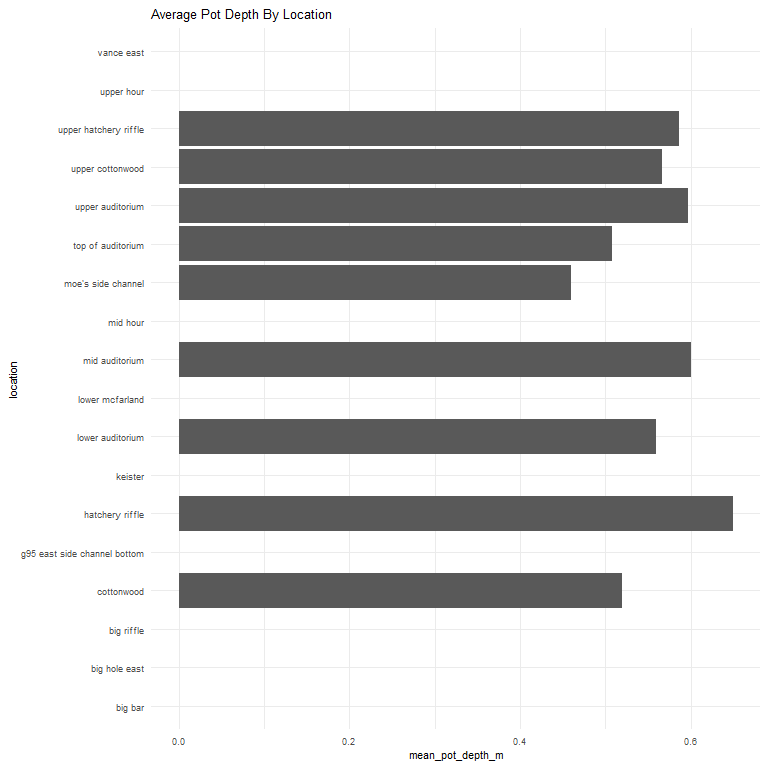 Average Pot Depth By Location
vance east
upper hour
upper hatchery riffle
upper cottonwood
upper auditorium
top of auditorium
moe's side channel
mid hour
mid auditorium
lower mcfarland
lower auditorium
keister
hatchery riffle
g95 east side channel bottom
cottonwood
big riffle
big hole east
big bar
location
0.0 0.2 0.4 0.6
mean_pot_depth_m